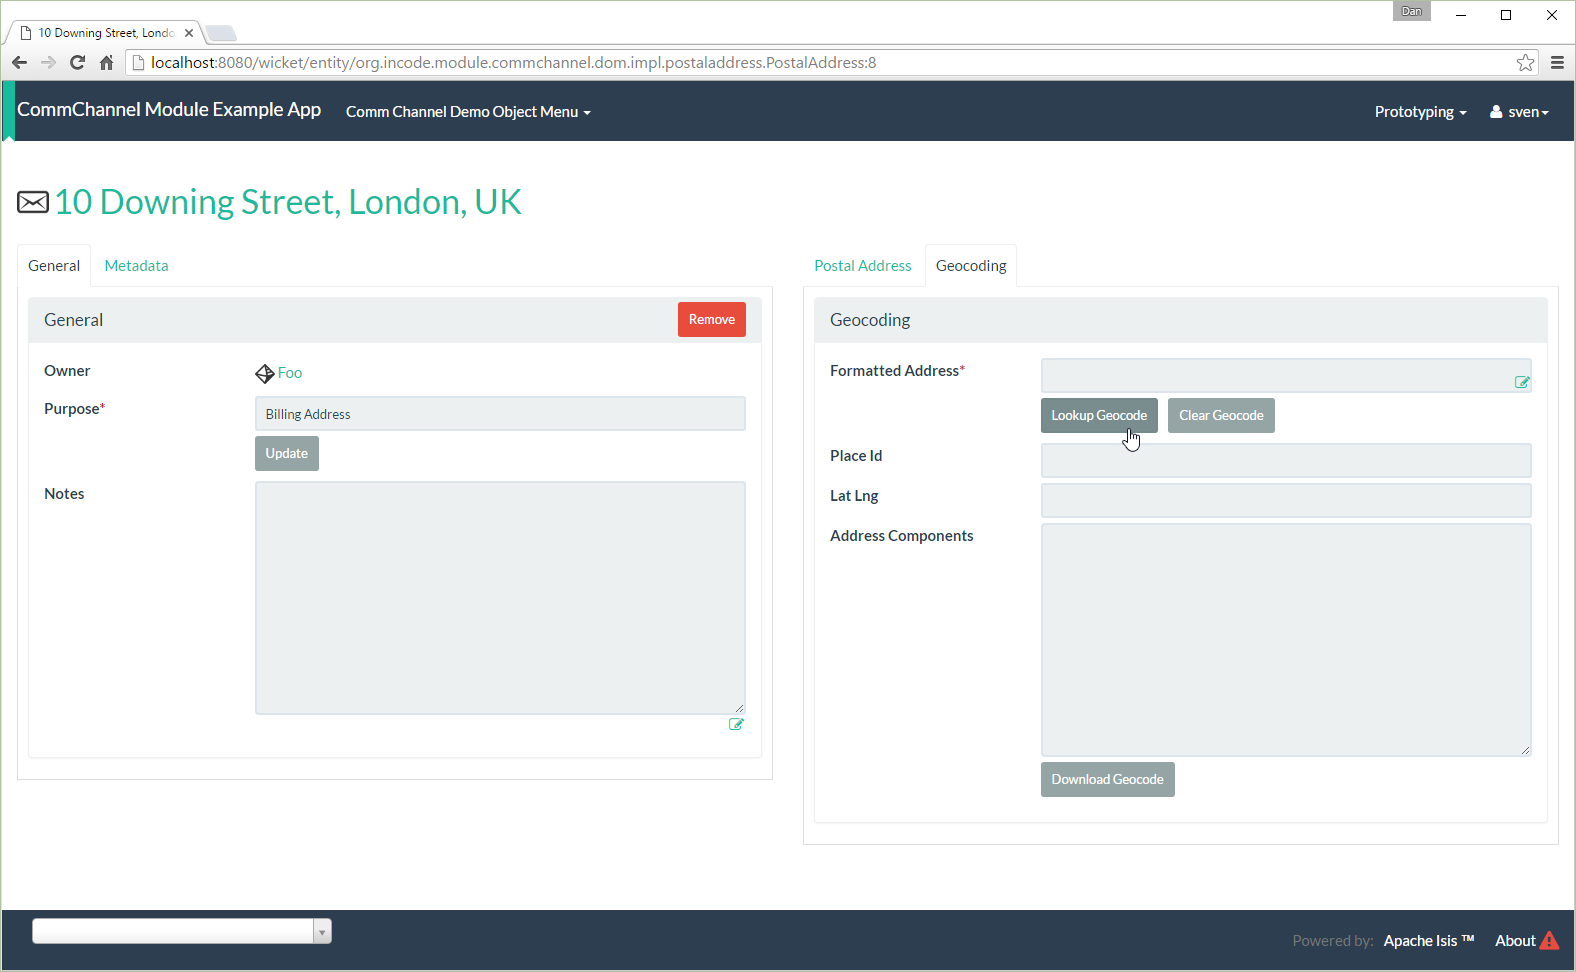 Dan
10 Downing Street, Londo
localhost:8080/wicket/entity/org.incode.module.commchannel.dom.impl.postaladdress.PostalAddress:8
CommChannel Module Example App Comm Channel Demo Object Menu Prototyping sven
10 Downing Street, London, UK
General Metadata
General Remove
Owner Foo
Purpose* Billing Address
Update
Notes
Postal Address Geocoding
Geocoding
Formatted Address*
Lookup Geocode Clear Geocode
Place Id
Lat Lng
Address Components
Download Geocode
Powered by: Apache Isis ™ About